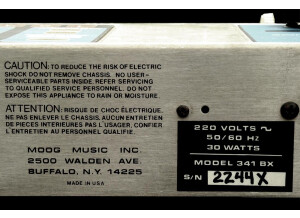 CAUTION: TO REDUCE THE RISK OF ELECTRIC
SHOCK DO NOT REMOVE CHASSIS. NO USER-
SERVICEABLE PARTS INSIDE. REFER SERVICING
TO QUALIFIED SERVICE PERSONNEL. DO NOT
EXPOSE THIS APPLIANCE TO RAIN OR MOISTURE.
ATTENTION: RISQUE DE CHOC ÉLECTRIQUE.
NE PAS ENLEVER LE CHASSIS. AUCUN ENTRETIEN
DE PIECES INTERIEURES PAS L'USAGER, CONFIER
L'ENTRETIEN AU PERSONNEL QUALIFIE.
MOOG MUSIC INC.
2500 WALDEN AVE.
BUFFALO, N.Y. 14225
MADE IN USA
220 VOLTS ~
50/60 HZ
30 WATTS
MODEL 341 BX
S/N 2244X